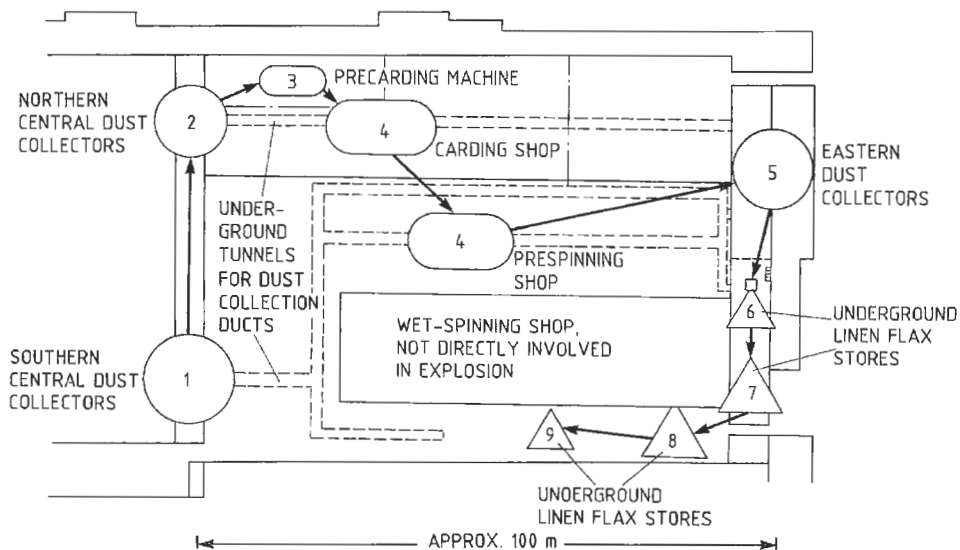 PRECARDING MACHINE
3
NORTHERN
CENTRAL DUST
COLLECTORS
2
4
CARDING SHOP
5
EASTERN
DUST
COLLECTORS
UNDER-
GROUND
TUNNELS
FOR DUST
COLLECTION
DUCTS
4
PRESPINNING
SHOP
E
6
UNDERGROUND
LINEN FLAX
STORES
WET-SPINNING SHOP,
NOT DIRECTLY INVOLVED
IN EXPLOSION
SOUTHERN
CENTRAL DUST
COLLECTORS
1
7
8
9
UNDERGROUND
LINEN FLAX STORES
APPROX. 100 m